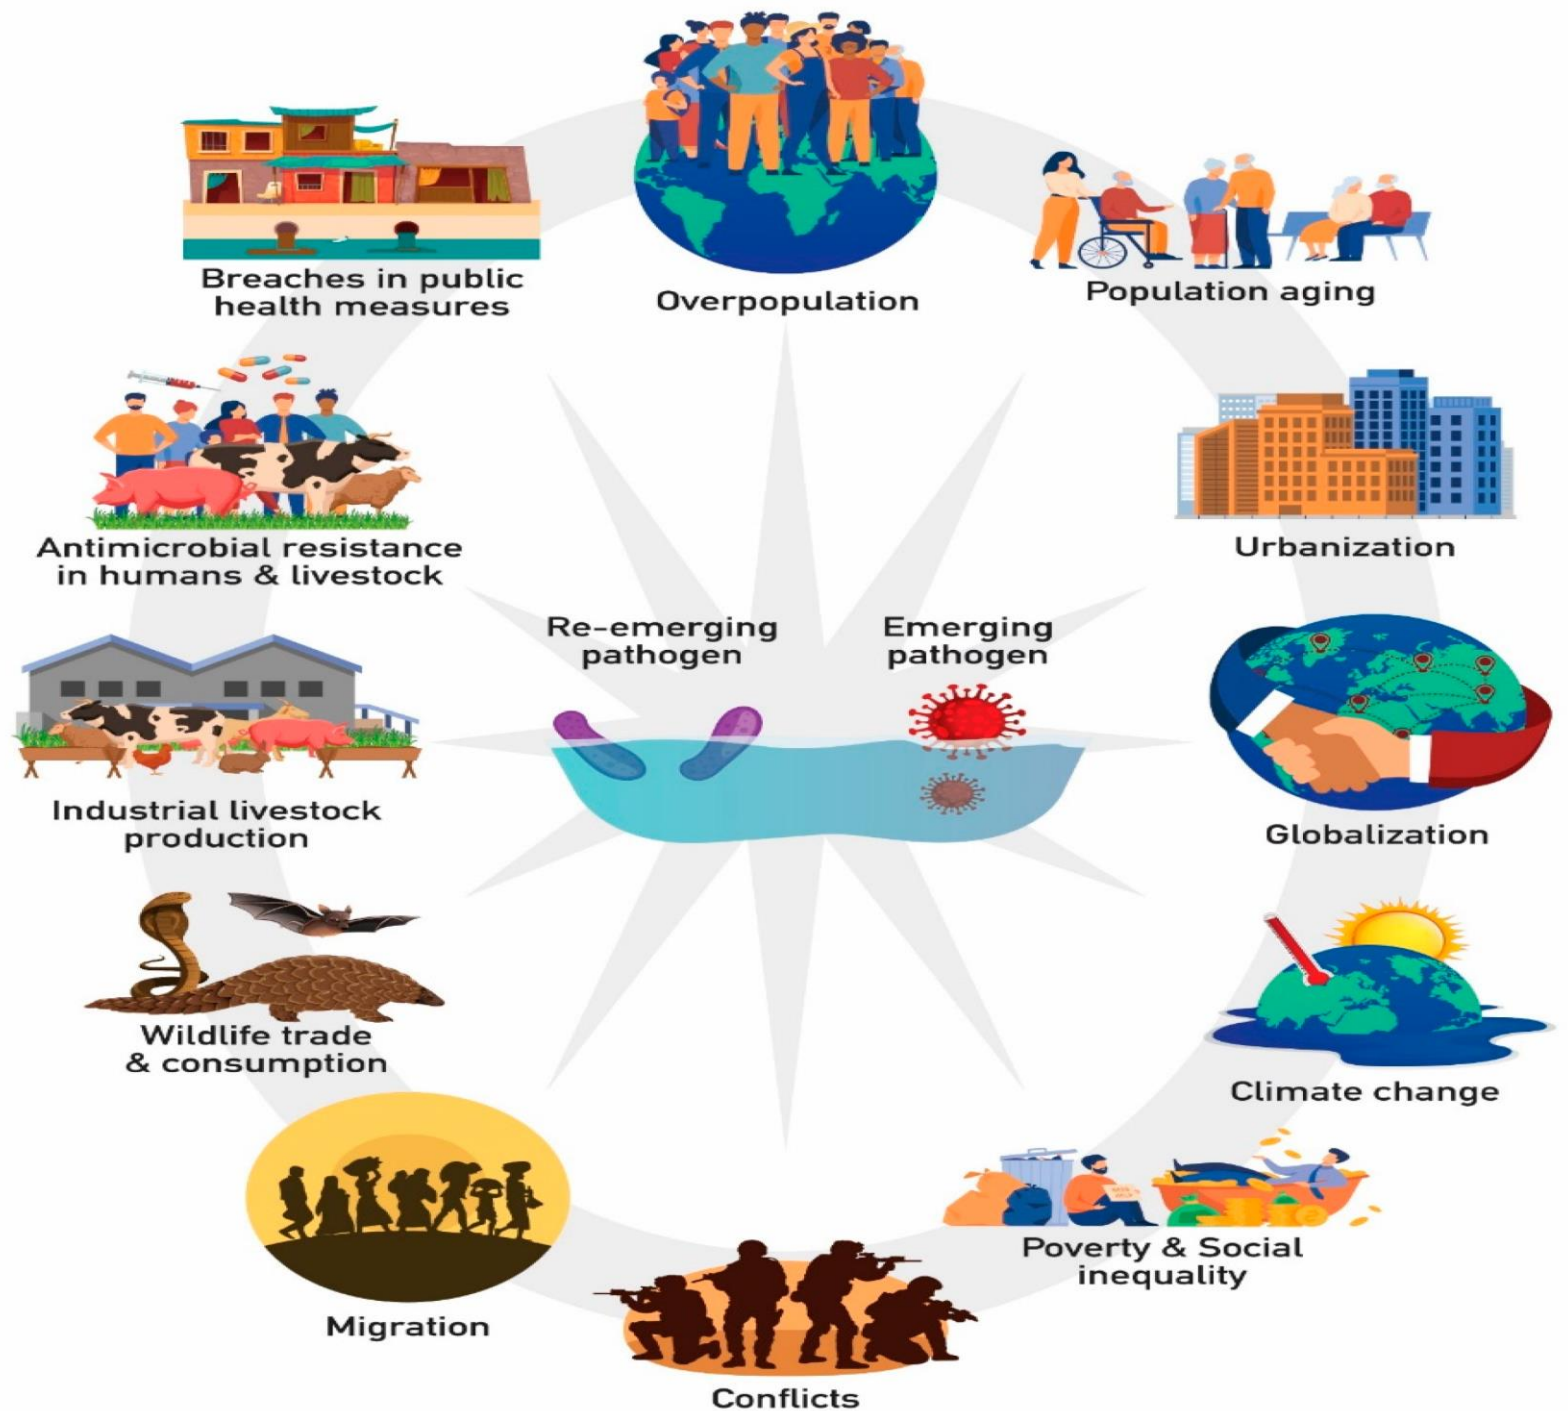 Overpopulation
Population aging
Urbanization
Globalization
Climate change
Poverty & Social
inequality
Conflicts
Migration
Wildlife trade
& consumption
Industrial livestock
production
Antimicrobial resistance
in humans & livestock
Breaches in public
health measures
Re-emerging
pathogen
Emerging
pathogen